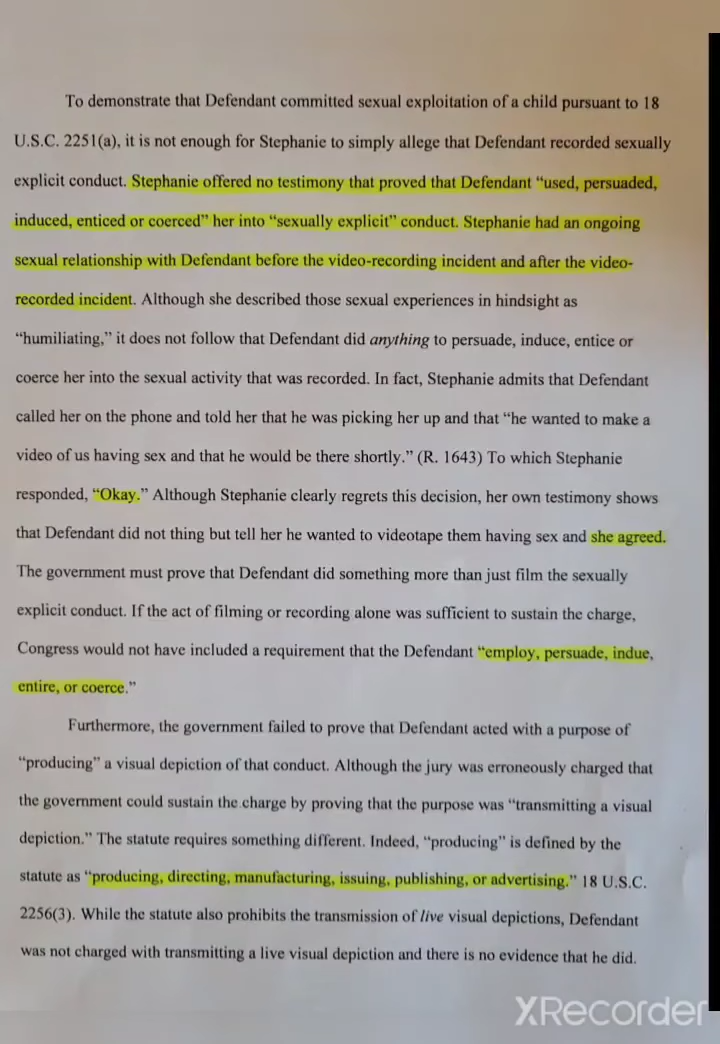 To demonstrate that Defendant committed sexual exploitation of a child pursuant to 18
U.S.C. 2251(a), it is not enough for Stephanie to simply allege that Defendant recorded sexually
explicit conduct. Stephanie offered no testimony that proved that Defendant “used, persuaded,
induced, enticed or coerced” her into “sexually explicit” conduct. Stephanie had an ongoing
sexual relationship with Defendant before the video-recording incident and after the video-
recorded incident. Although she described those sexual experiences in hindsight as
“humiliating,” it does not follow that Defendant did anything to persuade, induce, entice or
coerce her into the sexual activity that was recorded. In fact, Stephanie admits that Defendant
called her on the phone and told her that he was picking her up and that “he wanted to make a
video of us having sex and that he would be there shortly.” (R. 1643) To which Stephanie
responded, “Okay.” Although Stephanie clearly regrets this decision, her own testimony shows
that Defendant did not thing but tell her he wanted to videotape them having sex and she agreed.
The government must prove that Defendant did something more than just film the sexually
explicit conduct. If the act of filming or recording alone was sufficient to sustain the charge,
Congress would not have included a requirement that the Defendant “employ, persuade, indue,
entire, or coerce.”
Furthermore, the government failed to prove that Defendant acted with a purpose of
“producing” a visual depiction of that conduct. Although the jury was erroneously charged that
the government could sustain the charge by proving that the purpose was “transmitting a visual
depiction.” The statute requires something different. Indeed, “producing” is defined by the
statute as “producing, directing, manufacturing, issuing, publishing, or advertising.” 18 U.S.C.
2256(3). While the statute also prohibits the transmission of live visual depictions, Defendant
was not charged with transmitting a live visual depiction and there is no evidence that he did.
XRecorder